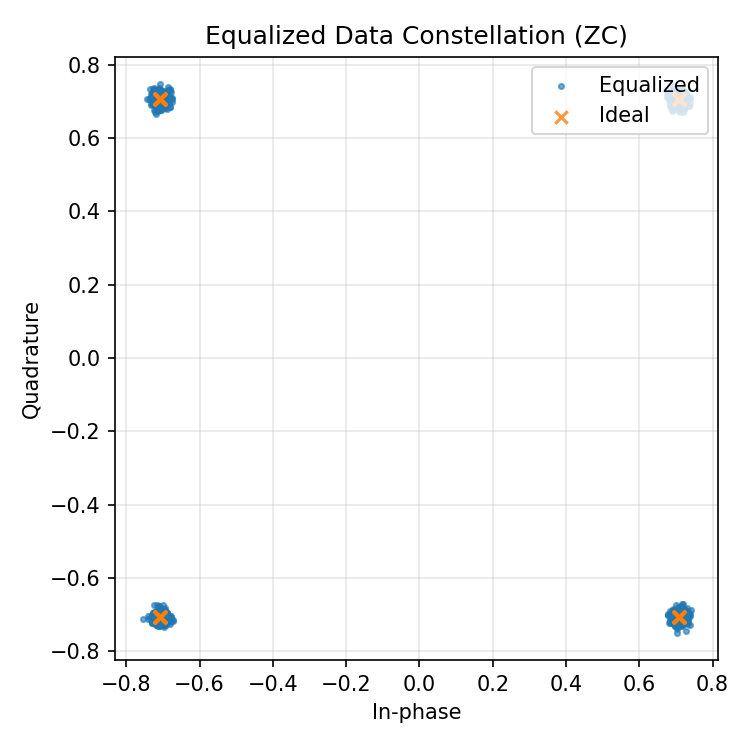 Equalized Data Constellation (ZC)
Equalized
Ideal
0.8
0.6
0.4
0.2
0.0
−0.2
−0.4
−0.6
−0.8
Quadrature
−0.8 −0.6 −0.4 −0.2 0.0 0.2 0.4 0.6 0.8
In-phase